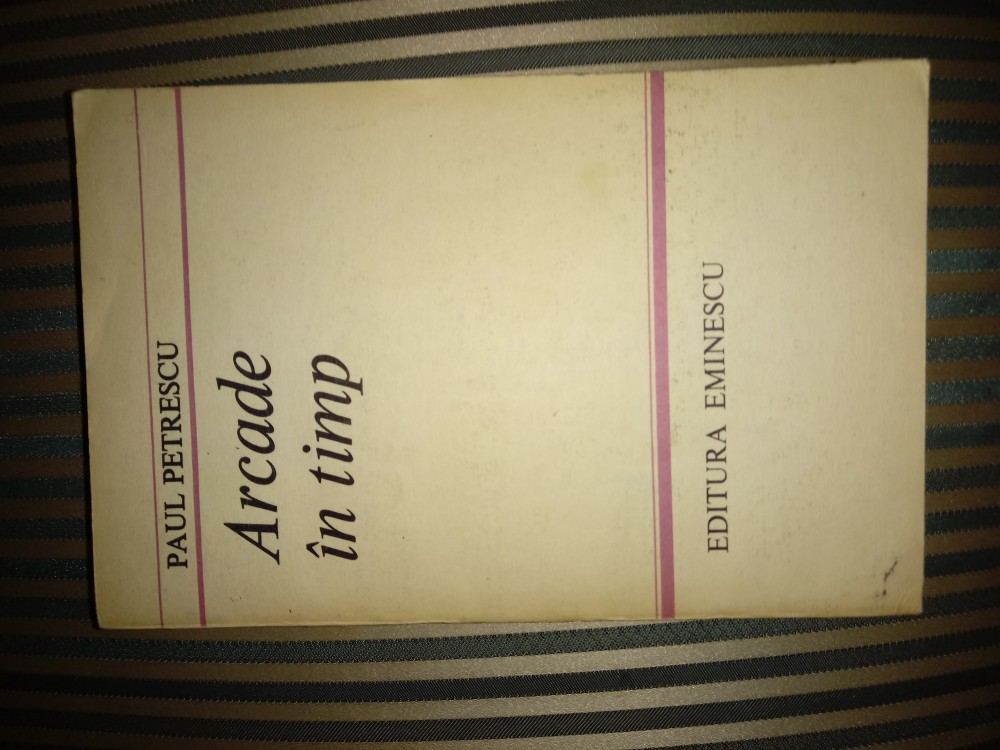 PAUL PETRESCU
Arcade
în timp
EDITURA EMINESCU